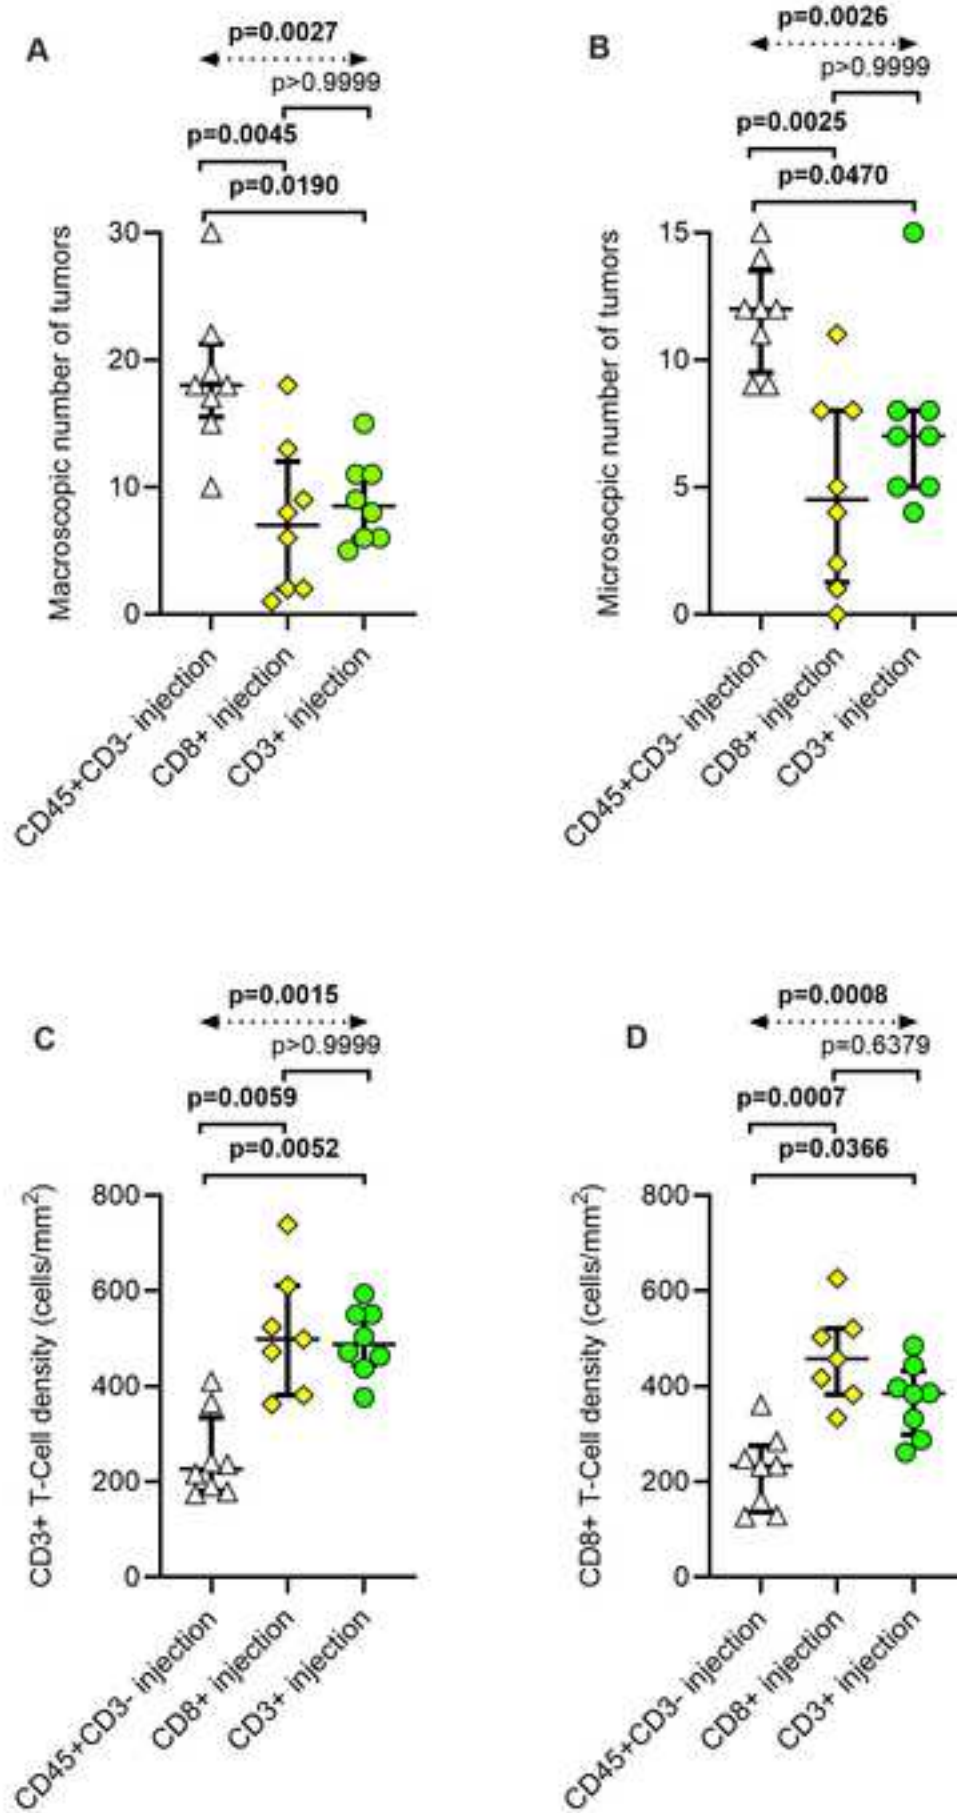 A
p=0.0027
p>0.9999
p=0.0045
p=0.0190
Macroscopic number of tumors
30
20
10
0
CD45+CD3- injection
CD8+ injection
CD3+ injection
B
p=0.0026
p>0.9999
p=0.0025
p=0.0470
Microsocpic number of tumors
15
10
5
0
CD45+CD3- injection
CD8+ injection
CD3+ injection
C
p=0.0015
p>0.9999
p=0.0059
p=0.0052
CD3+ T-Cell density (cells/mm²)
800
600
400
200
0
CD45+CD3- injection
CD8+ injection
CD3+ injection
D
p=0.0008
p=0.6379
p=0.0007
p=0.0366
CD8+ T-Cell density (cells/mm²)
800
600
400
200
0
CD45+CD3- injection
CD8+ injection
CD3+ injection